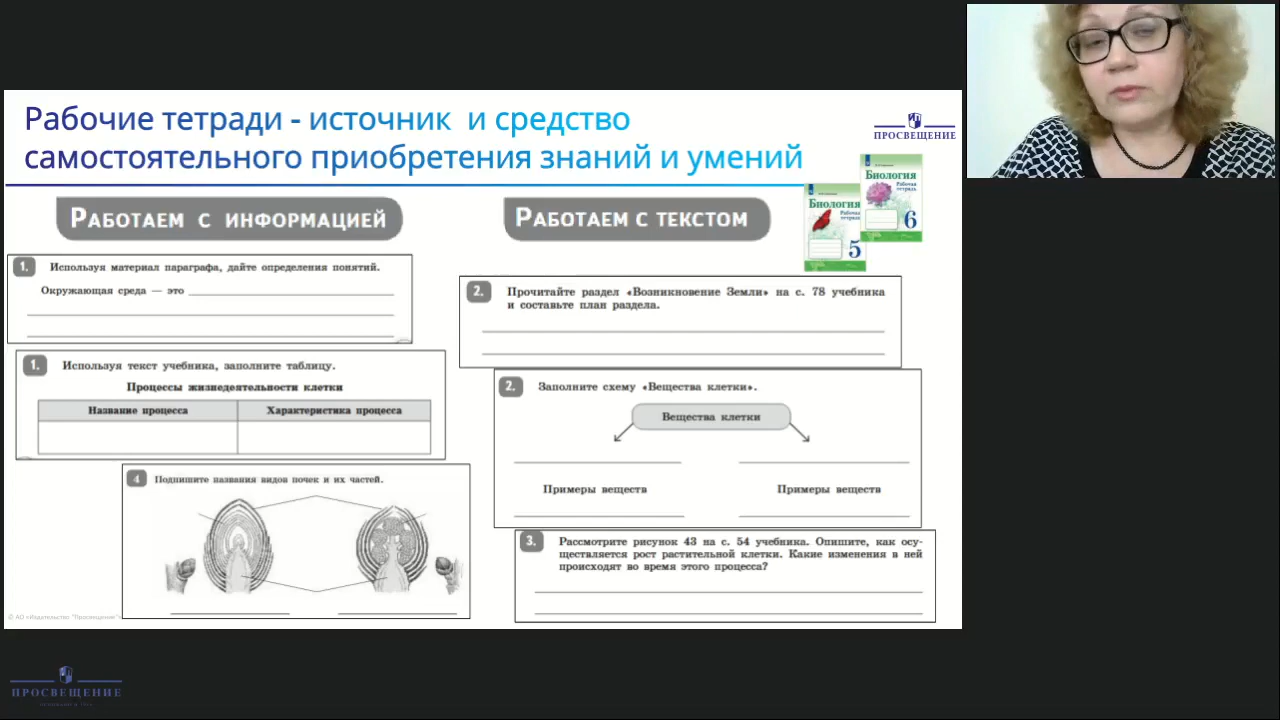 Рабочие тетради - источник и средство
самостоятельного приобретения знаний и умений
ПРОСВЕЩЕНИЕ
Биология
Рабочая
тетрадь
6
Биология
Рабочая
тетрадь
5
РАБОТАЕМ С ИНФОРМАЦИЕЙ
1. Используя материал параграфа, дайте определения понятий.
Окружающая среда — это
1. Используя текст учебника, заполните таблицу.
Процессы жизнедеятельности клетки
Название процесса
Характеристика процесса
4 Подпишите названия видов почек и их частей.
РАБОТАЕМ С ТЕКСТОМ
2. Прочитайте раздел «Возникновение Земли» на с. 78 учебника
и составьте план раздела.
2. Заполните схему «Вещества клетки».
Вещества клетки
Примеры веществ
Примеры веществ
3. Рассмотрите рисунок 43 на с. 54 учебника. Опишите, как осу-
ществляется рост растительной клетки. Какие изменения в ней
происходят во время этого процесса?
© АО «Издательство "Просвещение"»
ПРОСВЕЩЕНИЕ